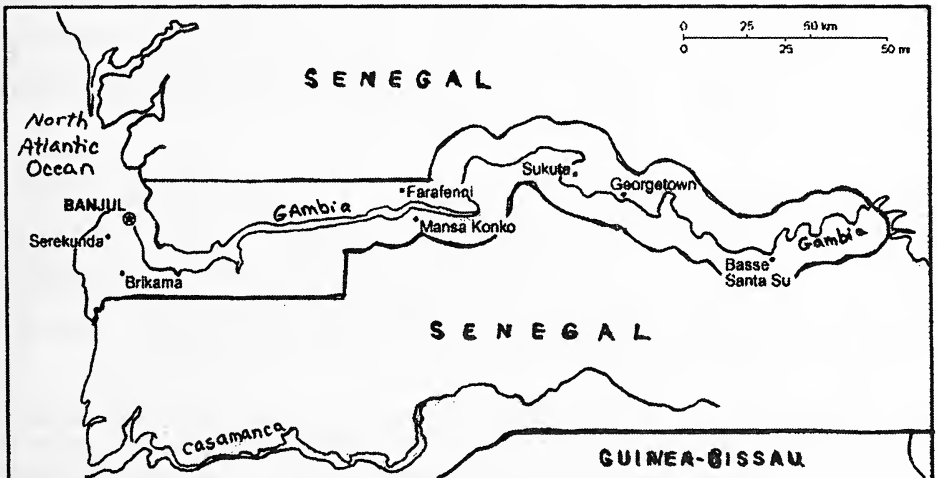 0 25 50 km
0 25 50 mi
SENEGAL
North
Atlantic
Ocean
Sukuta
Georgetown
Farafenni
BANJUL
Gambia
Mansa Konko
Serekunda
Gambia
Basse
Santa Su
Brikama
SENEGAL
Casamanca
GUINEA-BISSAU